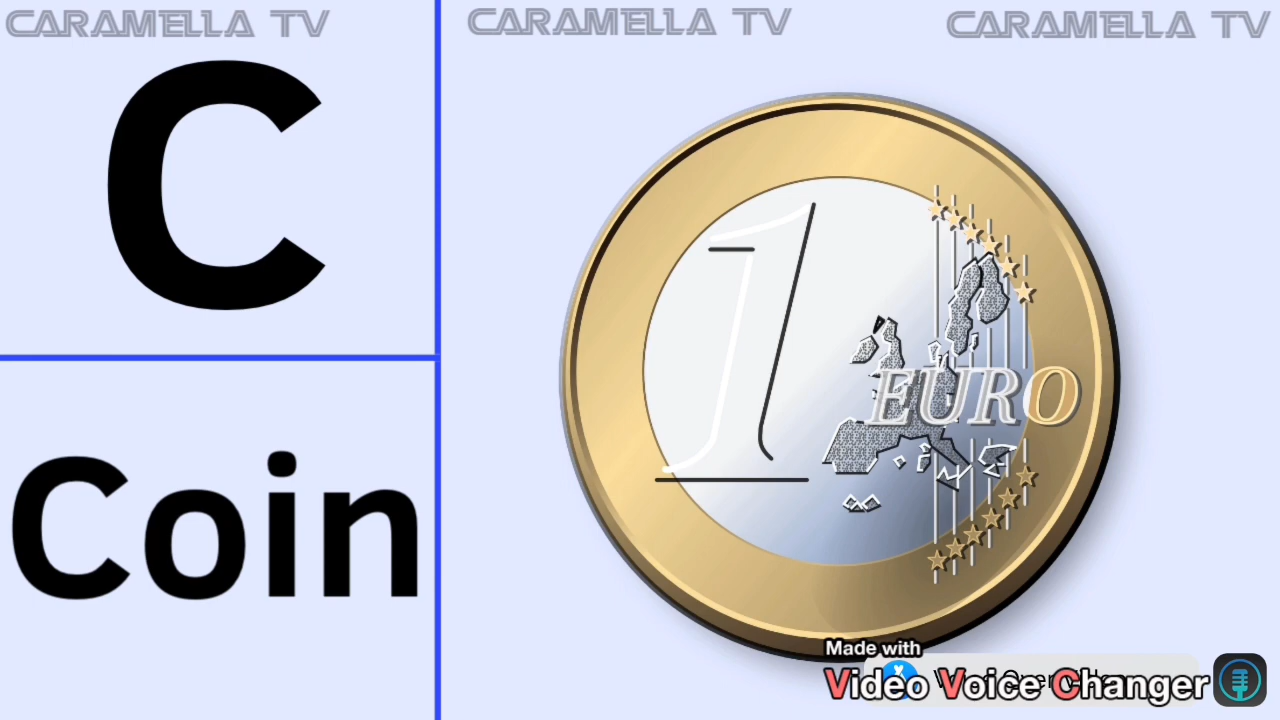 CARAMELLA TV
CARAMELLA TV
CARAMELLA TV
C
Coin
1
EURO
Made with
Video Voice Changer